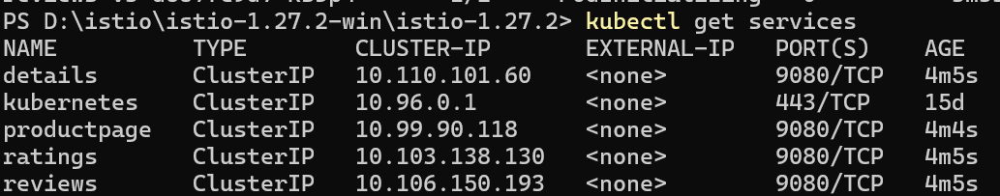 PS D:\istio\istio-1.27.2-win\istio-1.27.2> kubectl get services
NAME TYPE CLUSTER-IP EXTERNAL-IP PORT(S) AGE
details ClusterIP 10.110.101.60 <none> 9080/TCP 4m5s
kubernetes ClusterIP 10.96.0.1 <none> 443/TCP 15d
productpage ClusterIP 10.99.90.118 <none> 9080/TCP 4m4s
ratings ClusterIP 10.103.138.130 <none> 9080/TCP 4m5s
reviews ClusterIP 10.106.150.193 <none> 9080/TCP 4m5s